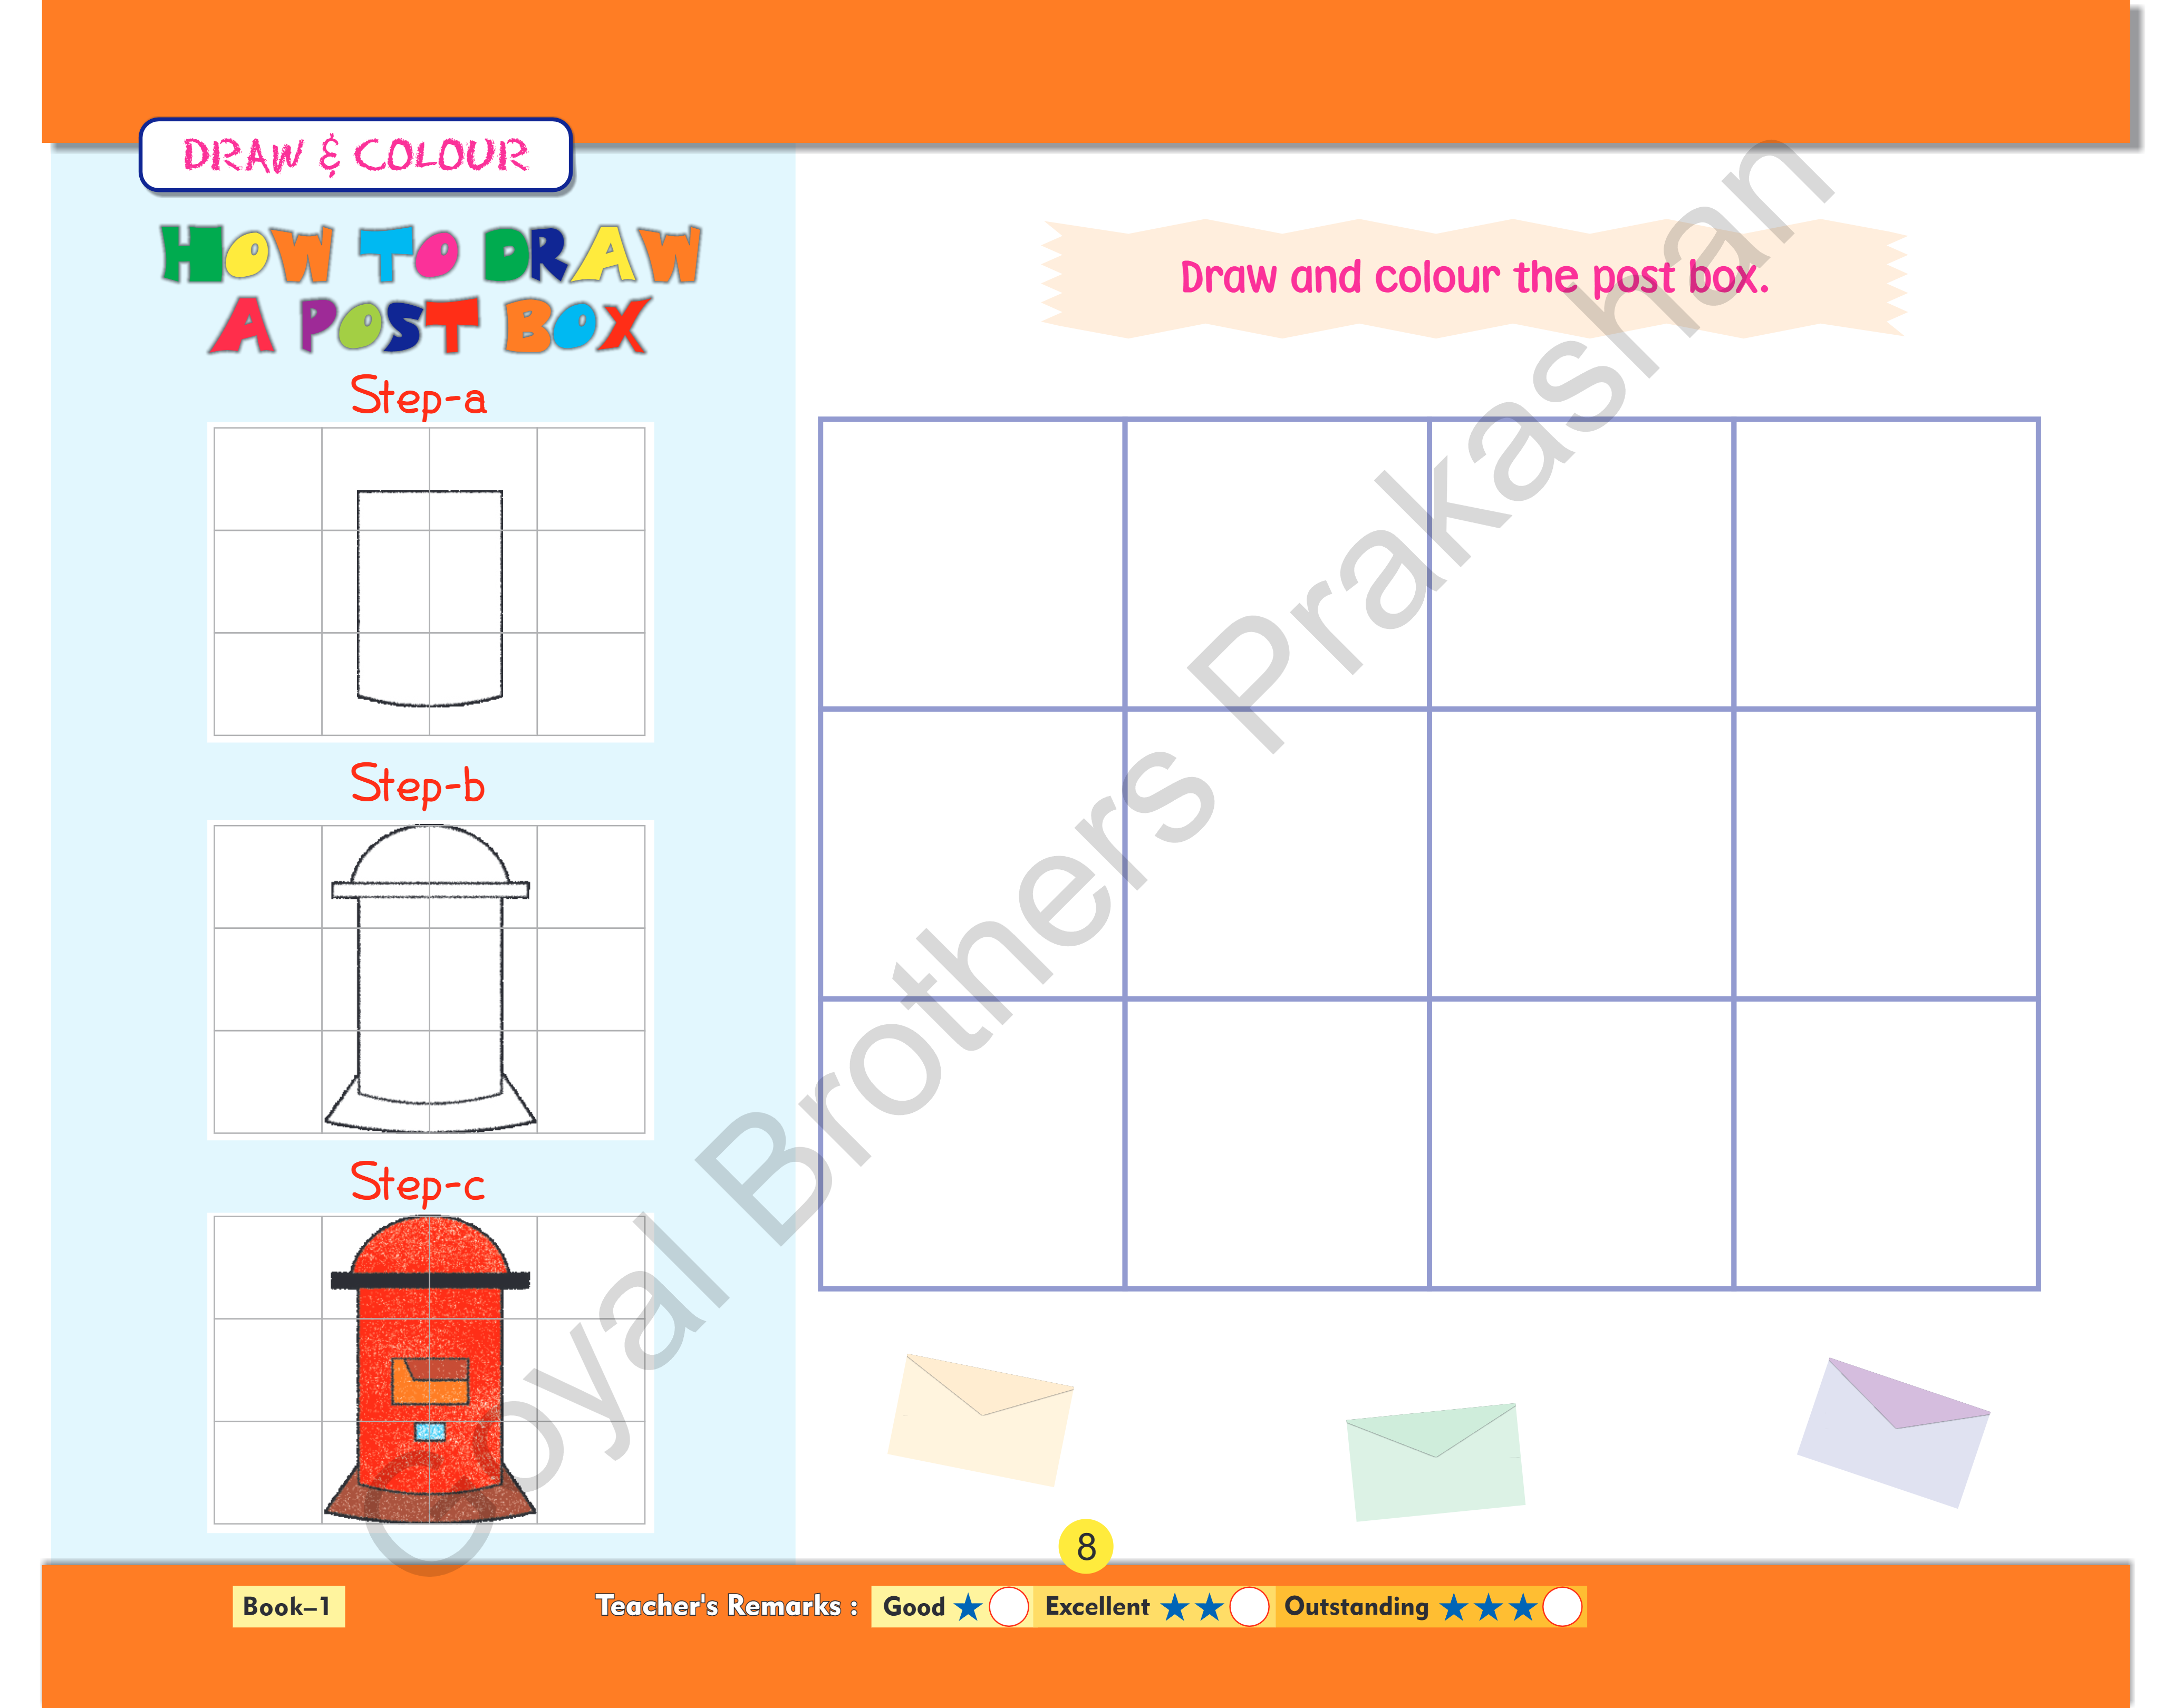 DRAW & COLOUR
HOW TO DRAW
A POST BOX
Step-a
Step-b
Step-c
Draw and colour the post box.
Goyal Brothers Prakashan
8
Book–1
Teacher's Remarks :
Good
Excellent
Outstanding